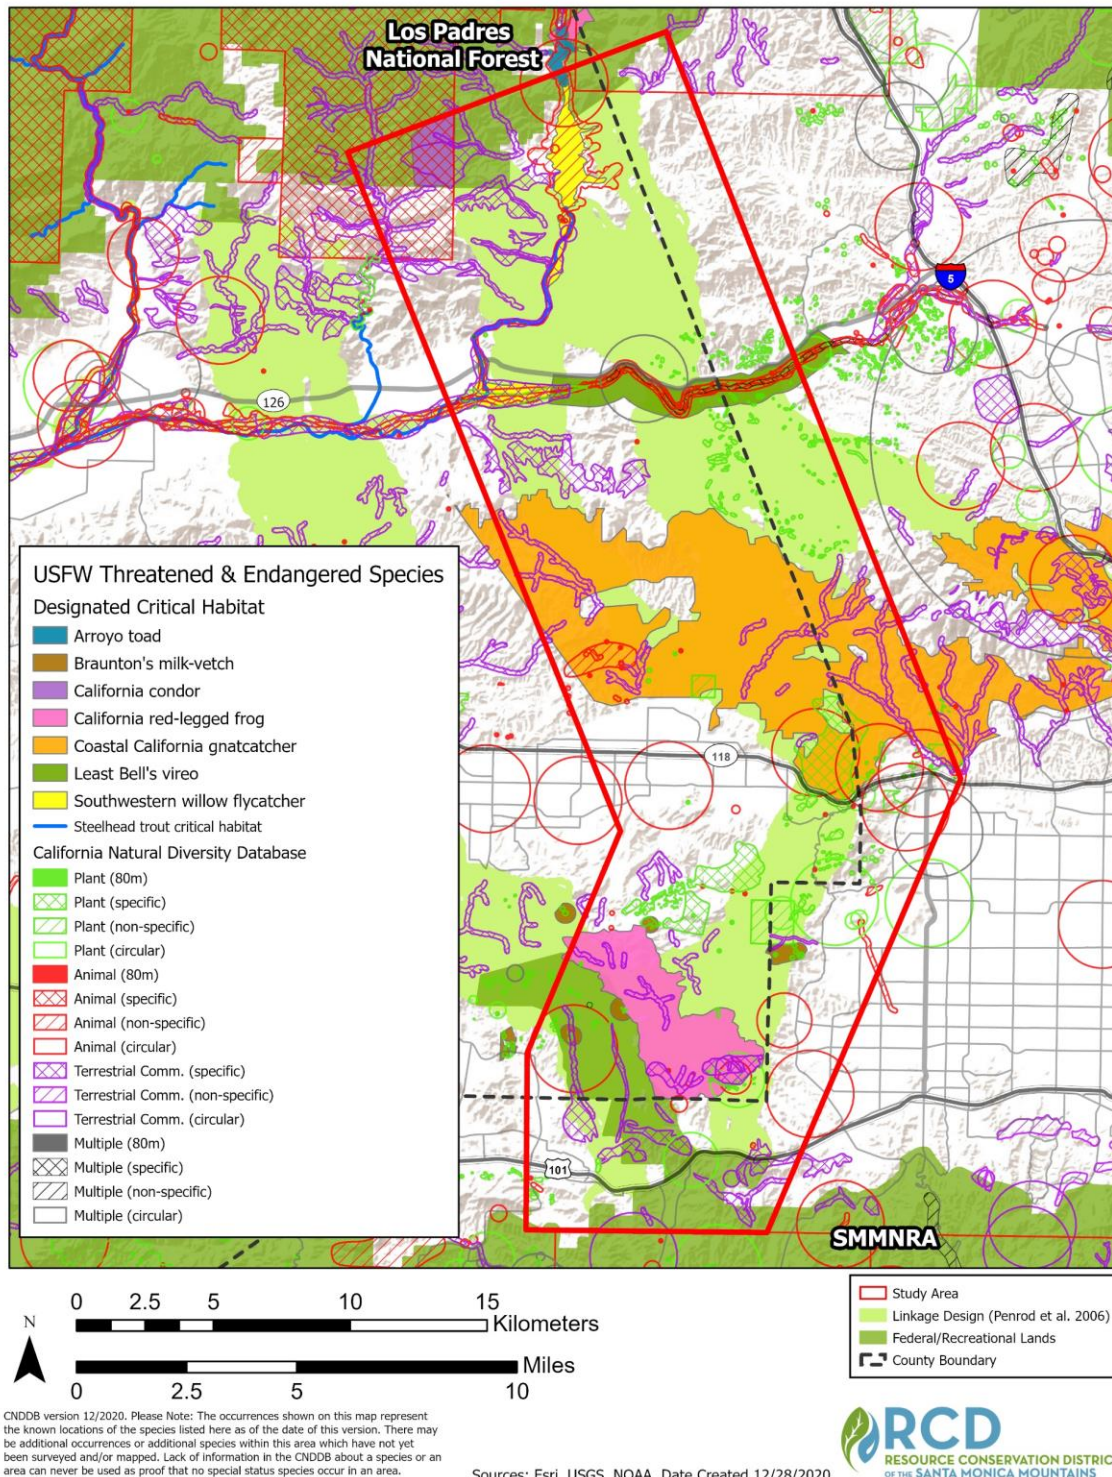 Los Padres
National Forest
5
126
118
101
SMMNRA
USFW Threatened & Endangered Species
Designated Critical Habitat
Arroyo toad
Braunton's milk-vetch
California condor
California red-legged frog
Coastal California gnatcatcher
Least Bell's vireo
Southwestern willow flycatcher
Steelhead trout critical habitat
California Natural Diversity Database
Plant (80m)
Plant (specific)
Plant (non-specific)
Plant (circular)
Animal (80m)
Animal (specific)
Animal (non-specific)
Animal (circular)
Terrestrial Comm. (specific)
Terrestrial Comm. (non-specific)
Terrestrial Comm. (circular)
Multiple (80m)
Multiple (specific)
Multiple (non-specific)
Multiple (circular)
N
0 2.5 5 10 15
Kilometers
Miles
0 2.5 5 10
Study Area
Linkage Design (Penrod et al. 2006)
Federal/Recreational Lands
County Boundary
CNDDB version 12/2020. Please Note: The occurrences shown on this map represent
the known locations of the species listed here as of the date of this version. There may
be additional occurrences or additional species within this area which have not yet
been surveyed and/or mapped. Lack of information in the CNDDB about a species or an
area can never be used as proof that no special status species occur in an area.
Sources: Esri, USGS, NOAA. Date Created 12/28/2020
RCD
RESOURCE CONSERVATION DISTRIC
OF THE SANTA MONICA MOUNTAINS